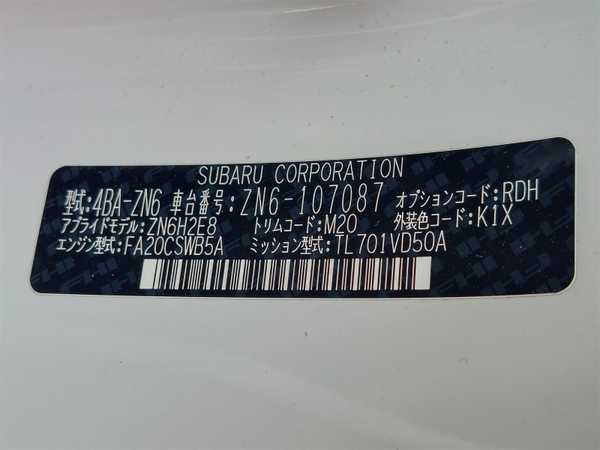 SUBARU CORPORATION
型式:4BA-ZN6 車台番号:ZN6-107087 オプションコード:RDH
アプライドモデル:ZN6H2E8 トリムコード:M20 外装色コード:K1X
エンジン型式:FA20CSWB5A ミッション型式:TL701VD50A